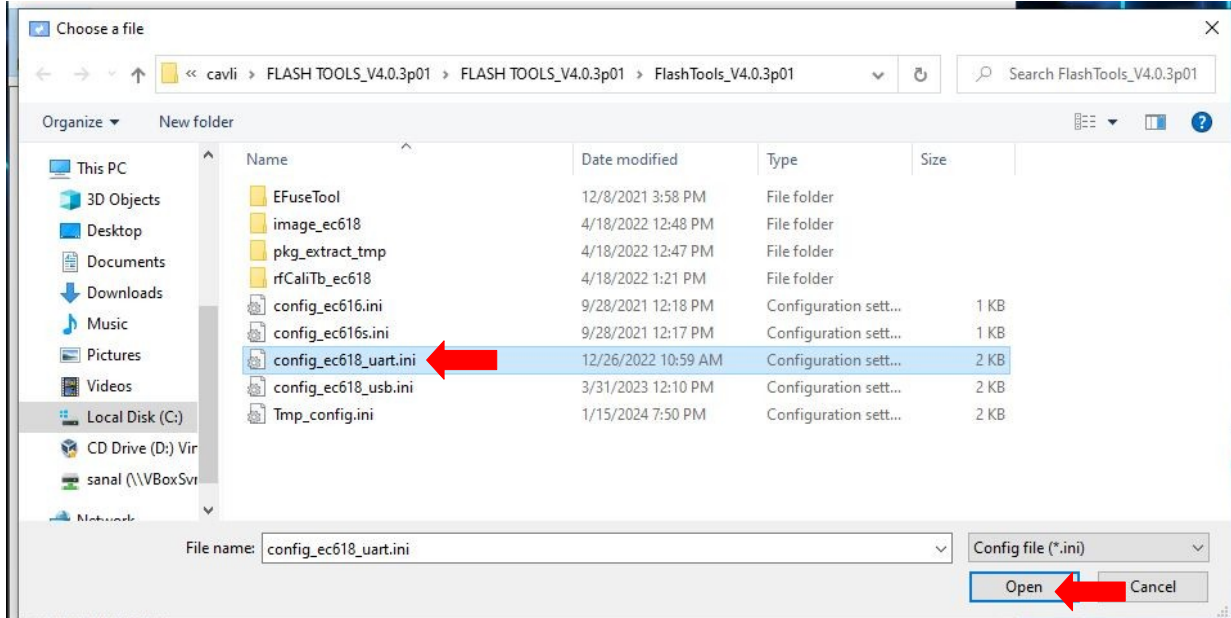 Choose a file
« cavli > FLASH TOOLS_V4.0.3p01 > FLASH TOOLS_V4.0.3p01 > FlashTools_V4.0.3p01
Search FlashTools_V4.0.3p01
Organize New folder
This PC
3D Objects
Desktop
Documents
Downloads
Music
Pictures
Videos
Local Disk (C:)
CD Drive (D:) Vir
sanal (\\VBoxSvr
Network
Name Date modified Type Size
EFuseTool 12/8/2021 3:58 PM File folder
image_ec618 4/18/2022 12:48 PM File folder
pkg_extract_tmp 4/18/2022 12:47 PM File folder
rfCaliTb_ec618 4/18/2022 1:21 PM File folder
config_ec616.ini 9/28/2021 12:18 PM Configuration sett... 1 KB
config_ec616s.ini 9/28/2021 12:17 PM Configuration sett... 1 KB
config_ec618_uart.ini 12/26/2022 10:59 AM Configuration sett... 2 KB
config_ec618_usb.ini 3/31/2023 12:10 PM Configuration sett... 2 KB
Tmp_config.ini 1/15/2024 7:50 PM Configuration sett... 2 KB
File name: config_ec618_uart.ini Config file (*.ini)
Open Cancel